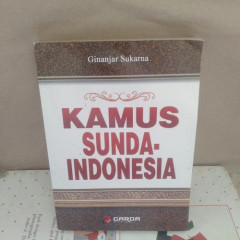 Ginanjar Sukarna
KAMUS
SUNDA-
INDONESIA
GARDA